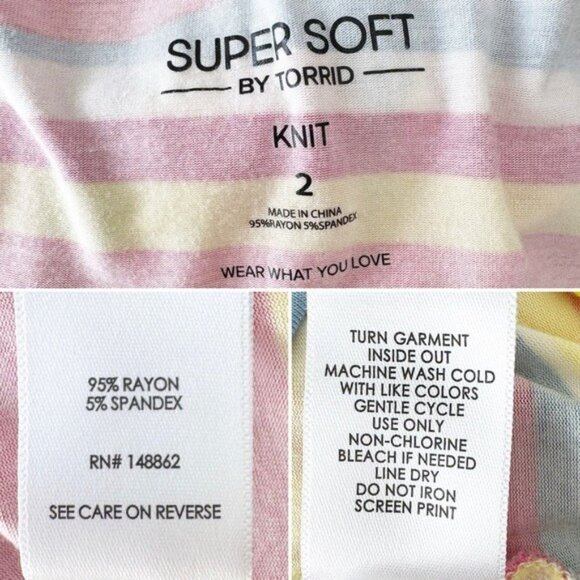 SUPER SOFT
BY TORRID
KNIT
2
MADE IN CHINA
95%RAYON 5%SPANDEX
WEAR WHAT YOU LOVE
95% RAYON
5% SPANDEX
RN# 148862
SEE CARE ON REVERSE
TURN GARMENT
INSIDE OUT
MACHINE WASH COLD
WITH LIKE COLORS
GENTLE CYCLE
USE ONLY
NON-CHLORINE
BLEACH IF NEEDED
LINE DRY
DO NOT IRON
SCREEN PRINT